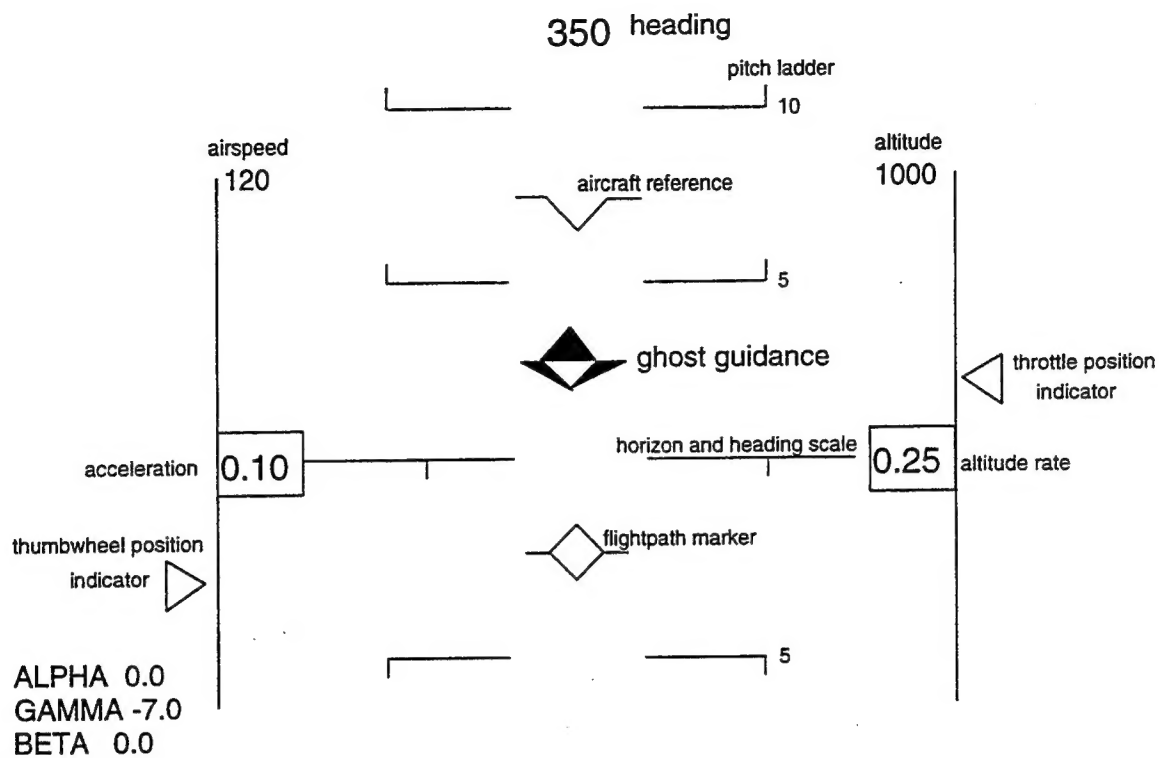 350 heading
pitch ladder
10
airspeed
120
altitude
1000
aircraft reference
5
ghost guidance
throttle position
indicator
acceleration
0.10
horizon and heading scale
0.25
altitude rate
thumbwheel position
indicator
flightpath marker
5
ALPHA 0.0
GAMMA -7.0
BETA 0.0